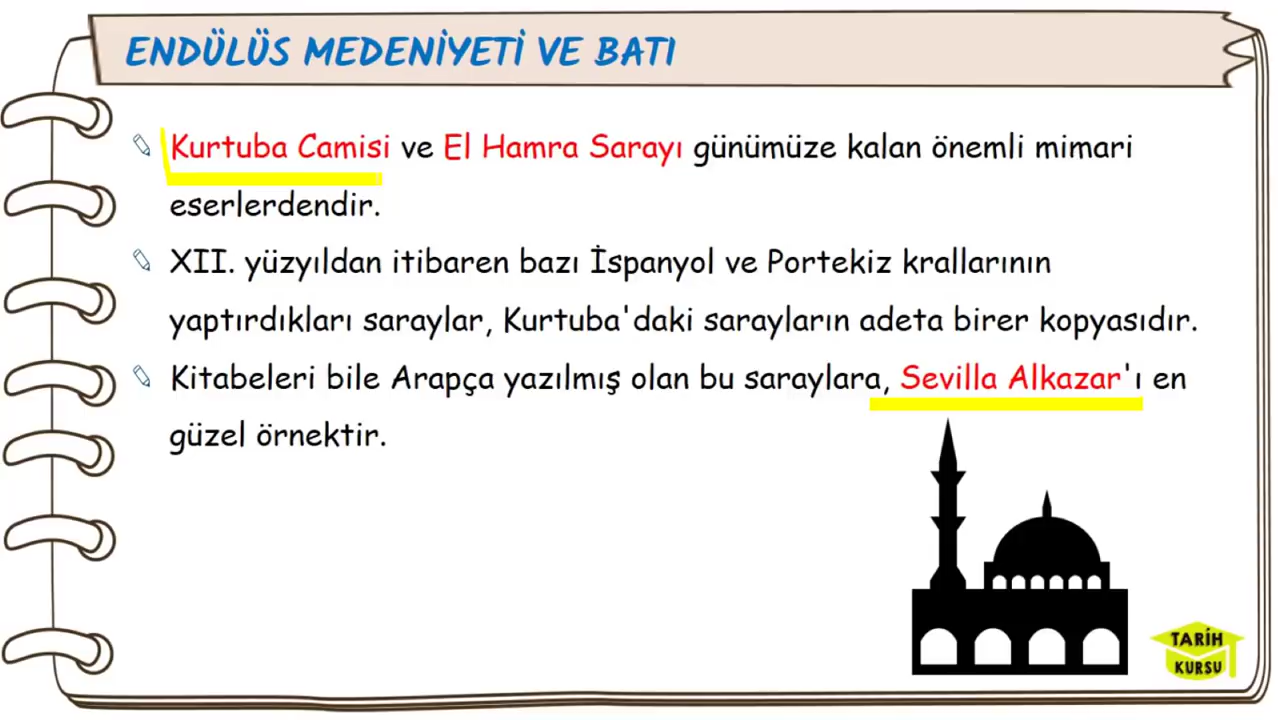 ENDÜLÜS MEDENİYETİ VE BATI
Kurtuba Camisi ve El Hamra Sarayı günümüze kalan önemli mimari
eserlerdendir.
XII. yüzyıldan itibaren bazı İspanyol ve Portekiz krallarının
yaptırdıkları saraylar, Kurtuba'daki sarayların adeta birer kopyasıdır.
Kitabeleri bile Arapça yazılmış olan bu saraylara, Sevilla Alkazar'ı en
güzel örnektir.
TARİH
KURSU